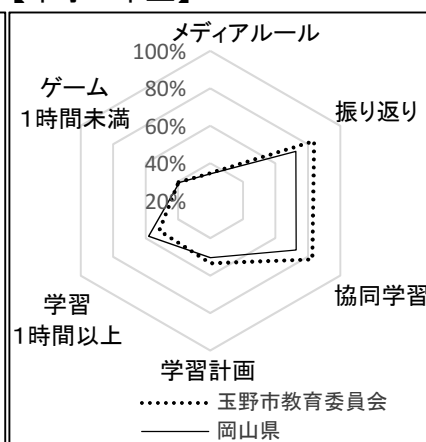 メディアルール
100%
80%
60%
40%
20%
ゲーム
1時間未満
振り返り
協同学習
学習
1時間以上
学習計画
玉野市教育委員会
岡山県